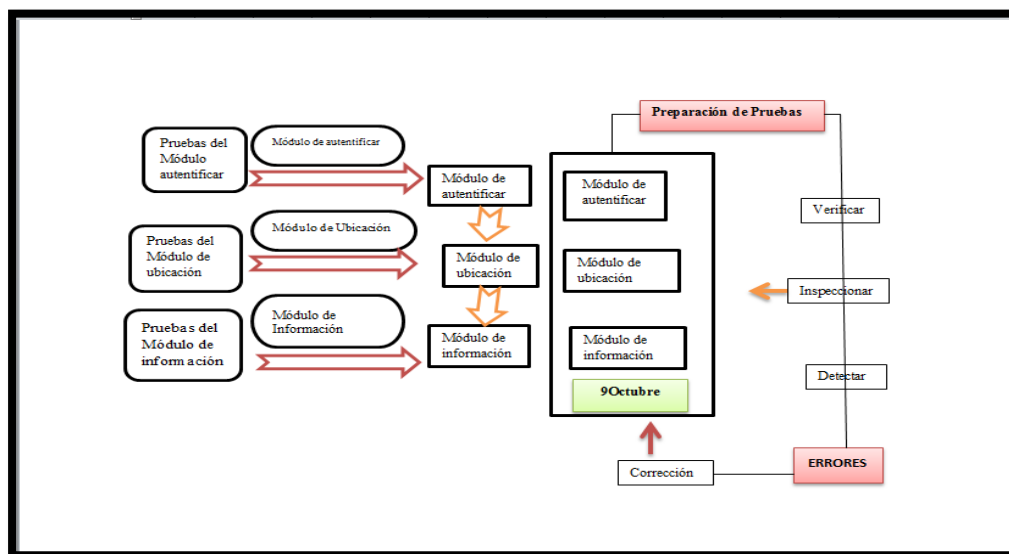 Preparación de Pruebas
Pruebas del
Módulo
autentificar
Módulo de autentificar
Módulo de
autentificar
Módulo de
autentificar
Verificar
Pruebas del
Módulo de
ubicación
Módulo de Ubicación
Módulo de
ubicación
Módulo de
ubicación
Inspeccionar
Pruebas del
Módulo de
información
Módulo de
Información
Módulo de
información
Módulo de
información
Detectar
9Octubre
Corrección
ERRORES